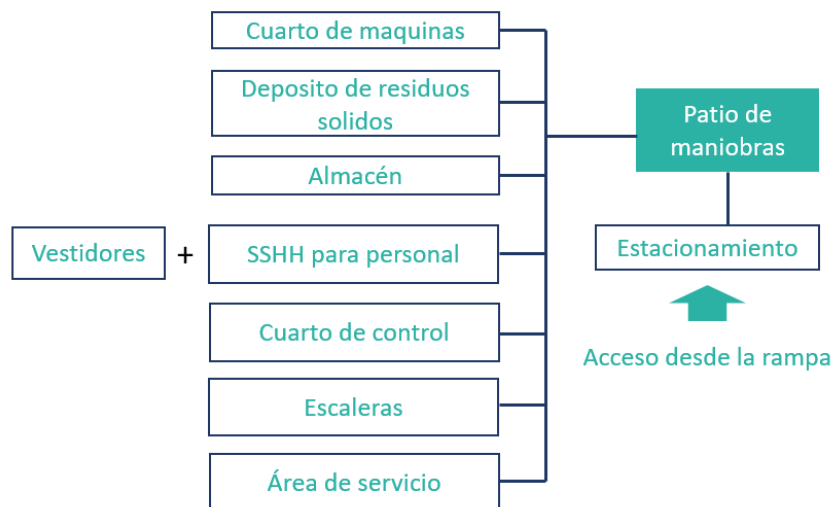 Cuarto de maquinas
Deposito de residuos
solidos
Almacén
Vestidores + SSHH para personal
Cuarto de control
Escaleras
Área de servicio
Patio de
maniobras
Estacionamiento
Acceso desde la rampa